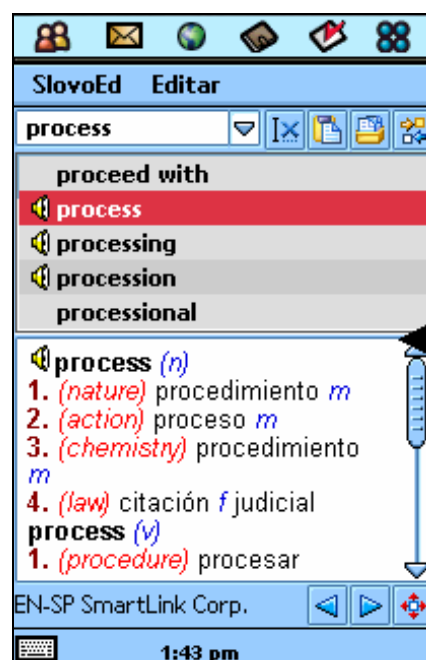 SlovoEd Editar
process
proceed with
process
processing
procession
processional
process (n)
1. (nature) procedimiento m
2. (action) proceso m
3. (chemistry) procedimiento
m
4. (law) citación f judicial
process (v)
1. (procedure) procesar
EN-SP SmartLink Corp.
1:43 pm